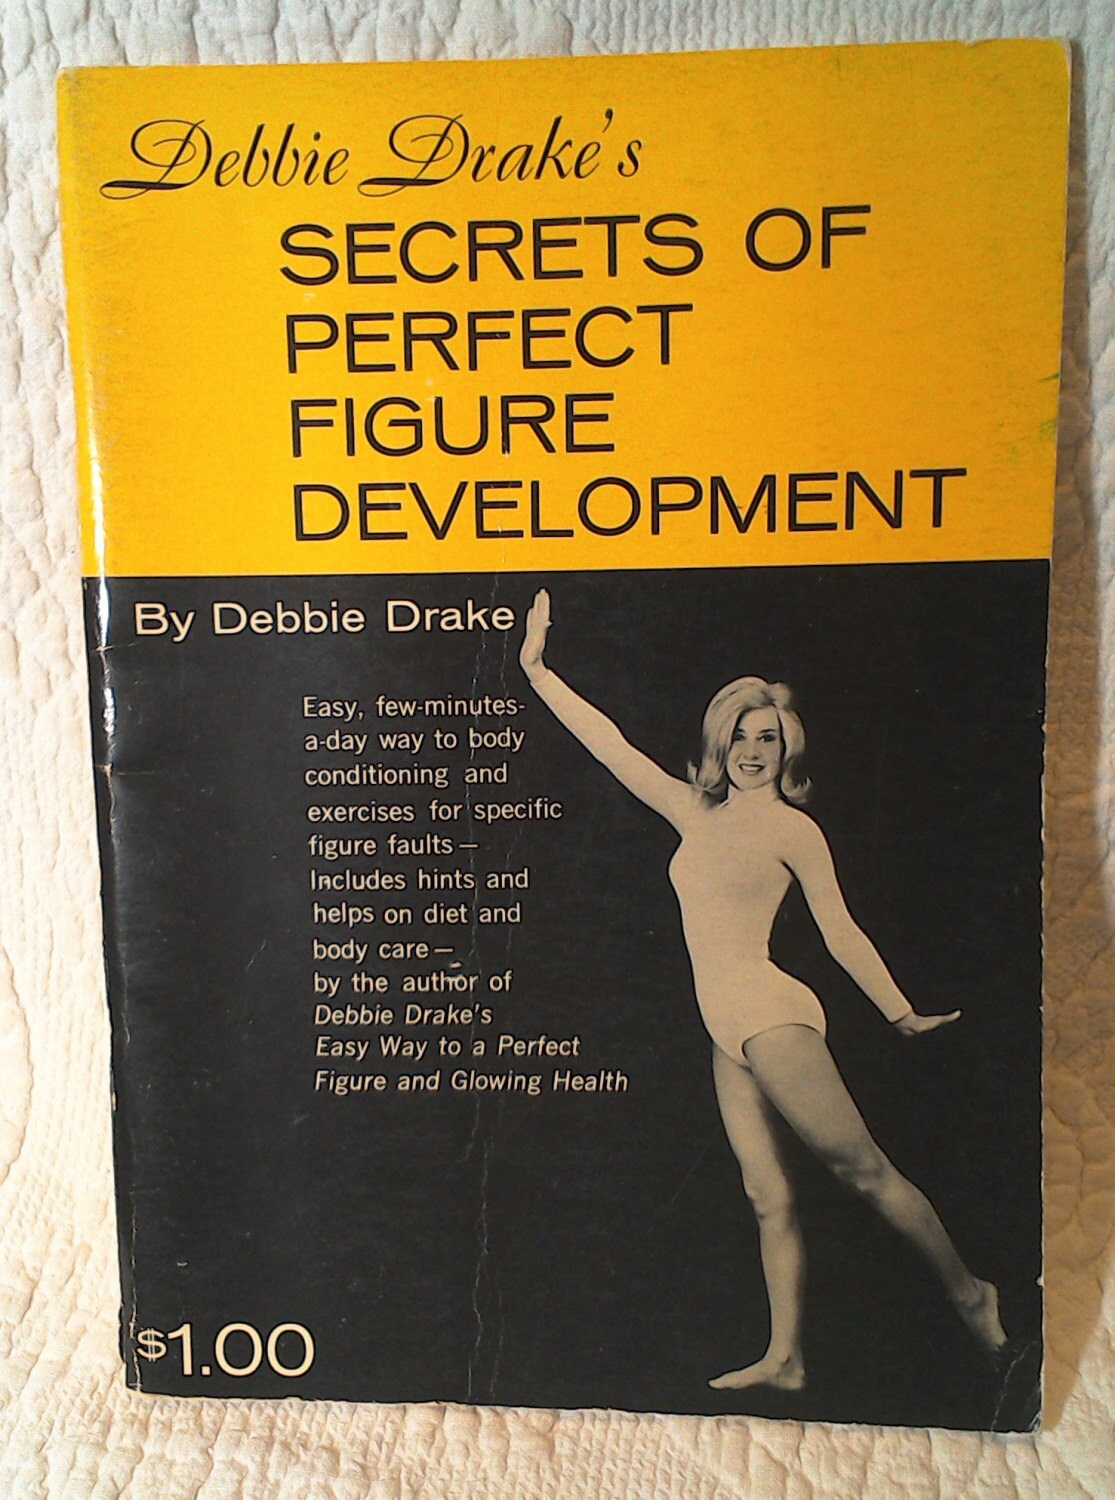 Debbie Drake's
SECRETS OF
PERFECT
FIGURE
DEVELOPMENT
By Debbie Drake
Easy, few-minutes-
a-day way to body
conditioning and
exercises for specific
figure faults —
Includes hints and
helps on diet and
body care —
by the author of
Debbie Drake's
Easy Way to a Perfect
Figure and Glowing Health
$1.00